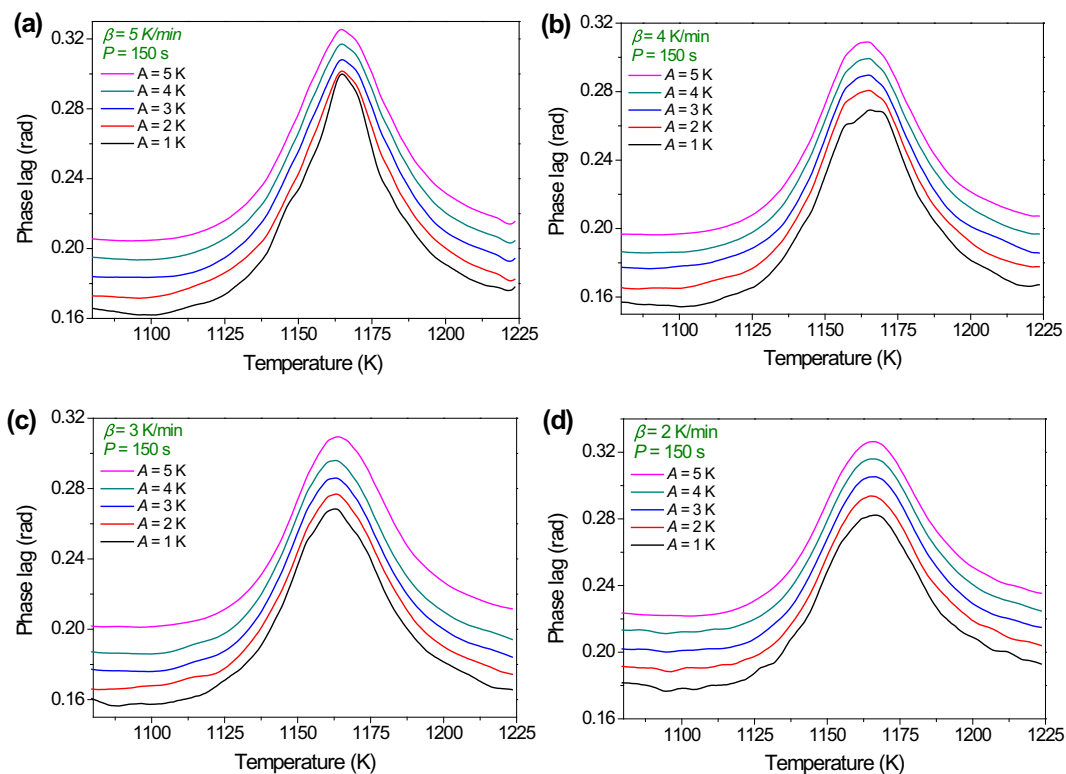 (a)
β = 5 K/min
P = 150 s
A = 5 K
A = 4 K
A = 3 K
A = 2 K
A = 1 K
0.32
0.28
0.24
0.20
0.16
Phase lag (rad)
1100 1125 1150 1175 1200 1225
Temperature (K)
(b)
β = 4 K/min
P = 150 s
A = 5 K
A = 4 K
A = 3 K
A = 2 K
A = 1 K
0.32
0.28
0.24
0.20
0.16
Phase lag (rad)
1100 1125 1150 1175 1200 1225
Temperature (K)
(c)
β = 3 K/min
P = 150 s
A = 5 K
A = 4 K
A = 3 K
A = 2 K
A = 1 K
0.32
0.28
0.24
0.20
0.16
Phase lag (rad)
1100 1125 1150 1175 1200 1225
Temperature (K)
(d)
β = 2 K/min
P = 150 s
A = 5 K
A = 4 K
A = 3 K
A = 2 K
A = 1 K
0.32
0.28
0.24
0.20
0.16
Phase lag (rad)
1100 1125 1150 1175 1200 1225
Temperature (K)